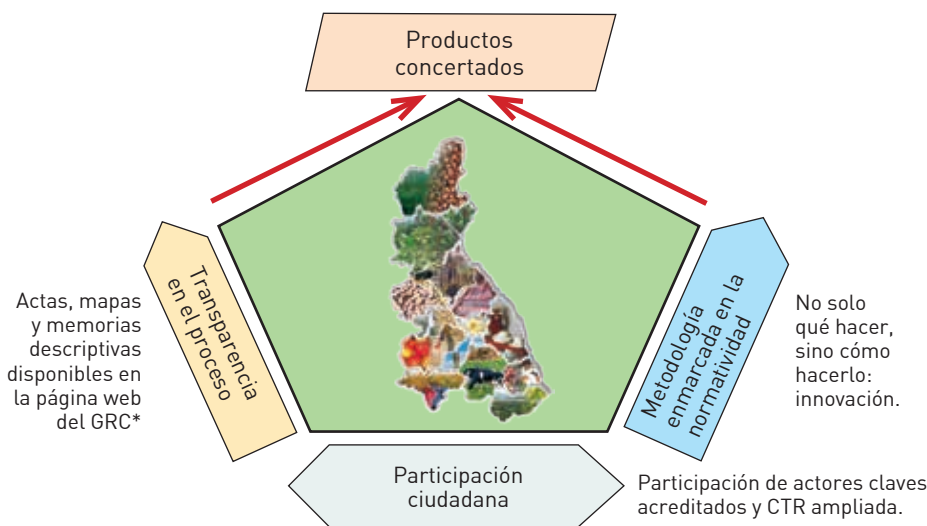 Productos
concertados
Transparencia
en el proceso
Actas, mapas
y memorias
descriptivas
disponibles en
la página web
del GRC*
Metodología
enmarcada en la
normatividad
No solo
qué hacer,
sino cómo
hacerlo:
innovación.
Participación
ciudadana
Participación de actores claves
acreditados y CTR ampliada.